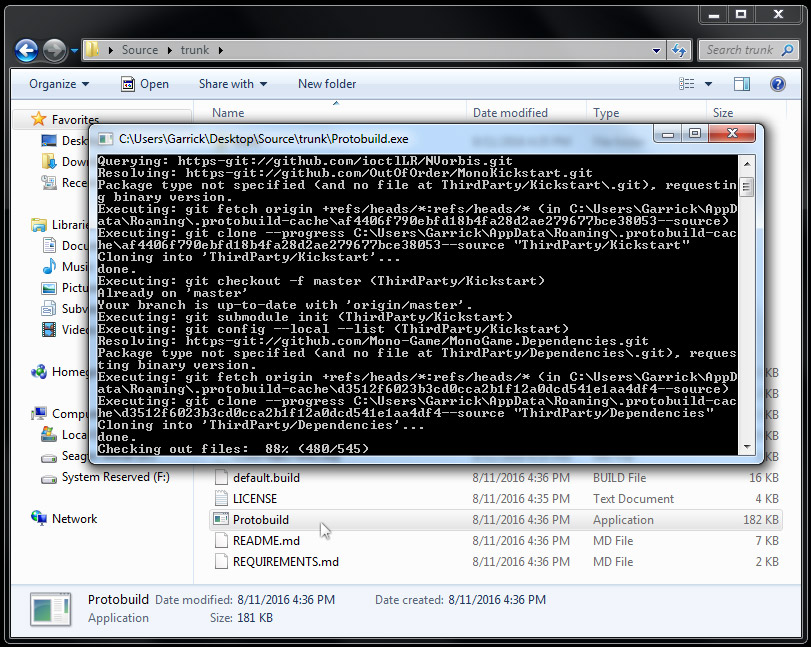 Source
trunk
Search trunk
Organize
Open
Share with
New folder
Name
Date modified
Type
Size
Favorites
Desk
Down
Rece
Librarie
Docu
Musi
Pictu
Subv
Video
Homeg
Compu
Loca
Seag
System Reserved (F:)
Network
C:\Users\Garrick\Desktop\Source\trunk\Protobuild.exe
Querying: https-git://github.com/ioctlLR/NVorbis.git
Resolving: https-git://github.com/OutOfOrder/MonoKickstart.git
Package type not specified (and no file at ThirdParty/Kickstart\.git), requestin
g binary version.
Executing: git fetch origin +refs/heads/*:refs/heads/* (in C:\Users\Garrick\AppD
ata\Roaming\.protobuild-cache\af4406f790ebfd18b4fa28d2ae279677bce38053--source)
Executing: git clone --progress C:\Users\Garrick\AppData\Roaming\.protobuild-cac
he\af4406f790ebfd18b4fa28d2ae279677bce38053--source "ThirdParty/Kickstart"
Cloning into 'ThirdParty/Kickstart'...
done.
Executing: git checkout -f master (ThirdParty/Kickstart)
Already on 'master'
Your branch is up-to-date with 'origin/master'.
Executing: git submodule init (ThirdParty/Kickstart)
Executing: git config --local --list (ThirdParty/Kickstart)
Resolving: https-git://github.com/Mono-Game/MonoGame.Dependencies.git
Package type not specified (and no file at ThirdParty/Dependencies\.git), reques
ting binary version.
Executing: git fetch origin +refs/heads/*:refs/heads/* (in C:\Users\Garrick\AppD
ata\Roaming\.protobuild-cache\d3512f6023b3cd0cca2b1f12a0dcd541e1aa4df4--source)
Executing: git clone --progress C:\Users\Garrick\AppData\Roaming\.protobuild-cac
he\d3512f6023b3cd0cca2b1f12a0dcd541e1aa4df4--source "ThirdParty/Dependencies"
Cloning into 'ThirdParty/Dependencies'...
done.
Checking out files:  88% (480/545)
KB
KB
KB
KB
KB
default.build 8/11/2016 4:36 PM BUILD File 16 KB
LICENSE 8/11/2016 4:35 PM Text Document 4 KB
Protobuild 8/11/2016 4:36 PM Application 182 KB
README.md 8/11/2016 4:36 PM MD File 7 KB
REQUIREMENTS.md 8/11/2016 4:36 PM MD File 2 KB
Protobuild Date modified: 8/11/2016 4:36 PM Date created: 8/11/2016 4:36 PM
Application Size: 181 KB